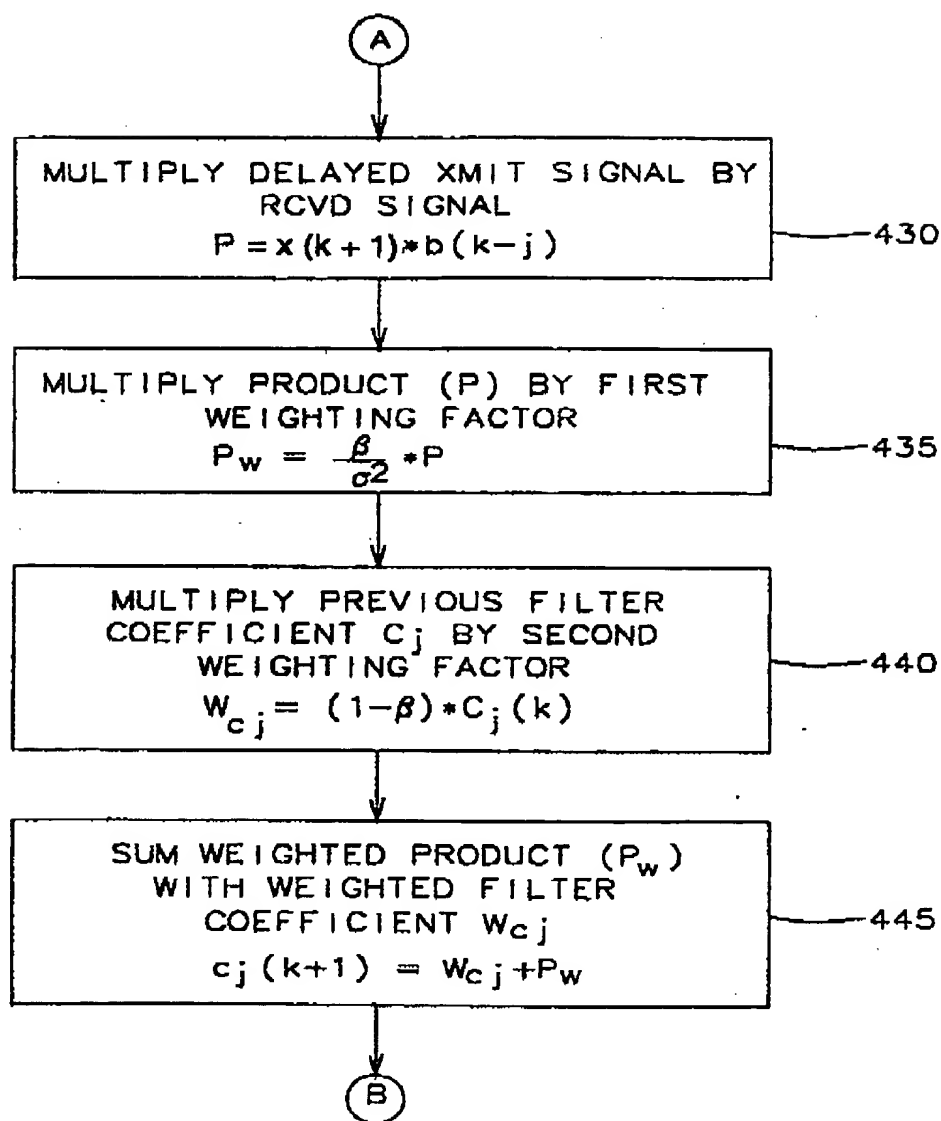 A
MULTIPLY DELAYED XMIT SIGNAL BY
RCVD SIGNAL
P = x(k+1)*b(k-j)
430
MULTIPLY PRODUCT (P) BY FIRST
WEIGHTING FACTOR
Pw = β/σ2 *P
435
MULTIPLY PREVIOUS FILTER
COEFFICIENT Cj BY SECOND
WEIGHTING FACTOR
Wcj = (1-β)*Cj(k)
440
SUM WEIGHTED PRODUCT (Pw)
WITH WEIGHTED FILTER
COEFFICIENT Wcj
cj(k+1) = Wcj+Pw
445
B